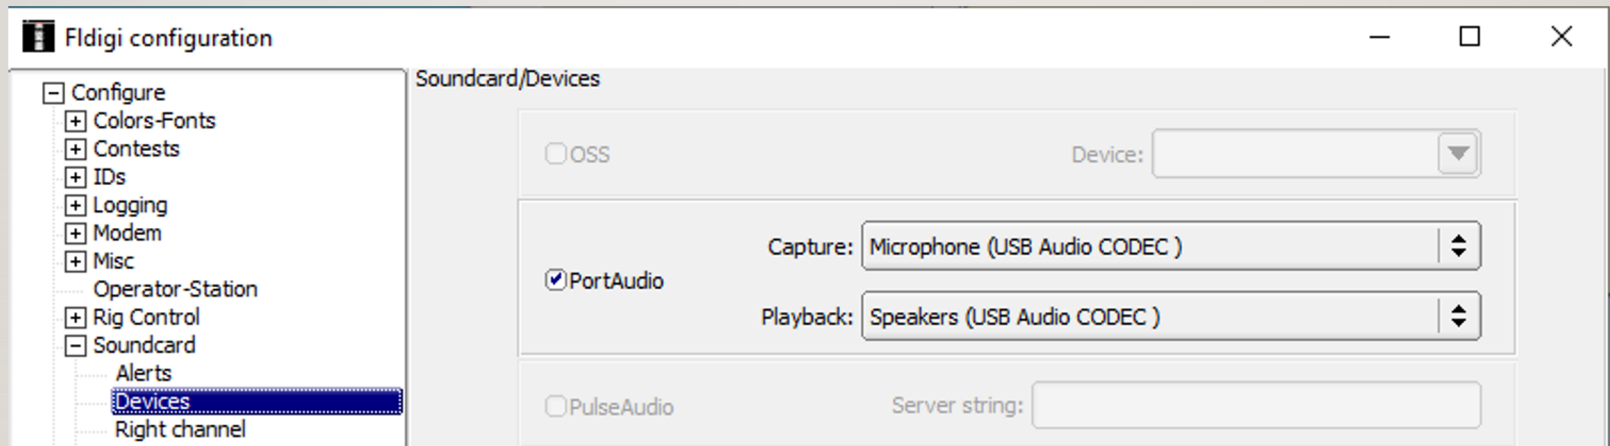 Fldigi configuration
Configure
Colors-Fonts
Contests
IDs
Logging
Modem
Misc
Operator-Station
Rig Control
Soundcard
Alerts
Devices
Right channel
Soundcard/Devices
OSS
Device:
PortAudio
Capture: Microphone (USB Audio CODEC )
Playback: Speakers (USB Audio CODEC )
PulseAudio
Server string: